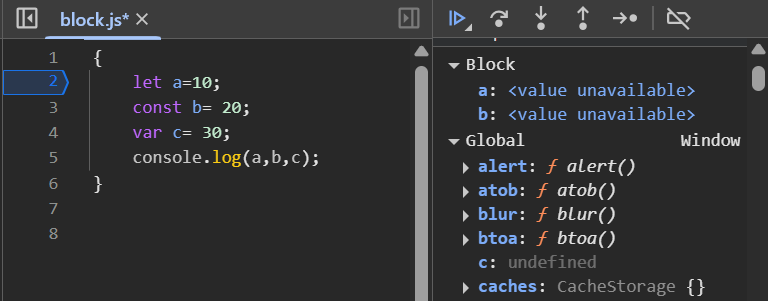 block.js*
1 {
2 let a=10;
3 const b= 20;
4 var c= 30;
5 console.log(a,b,c);
6 }
7
8
Block
a: <value unavailable>
b: <value unavailable>
Global Window
alert: ƒ alert()
atob: ƒ atob()
blur: ƒ blur()
btoa: ƒ btoa()
c: undefined
caches: CacheStorage {}